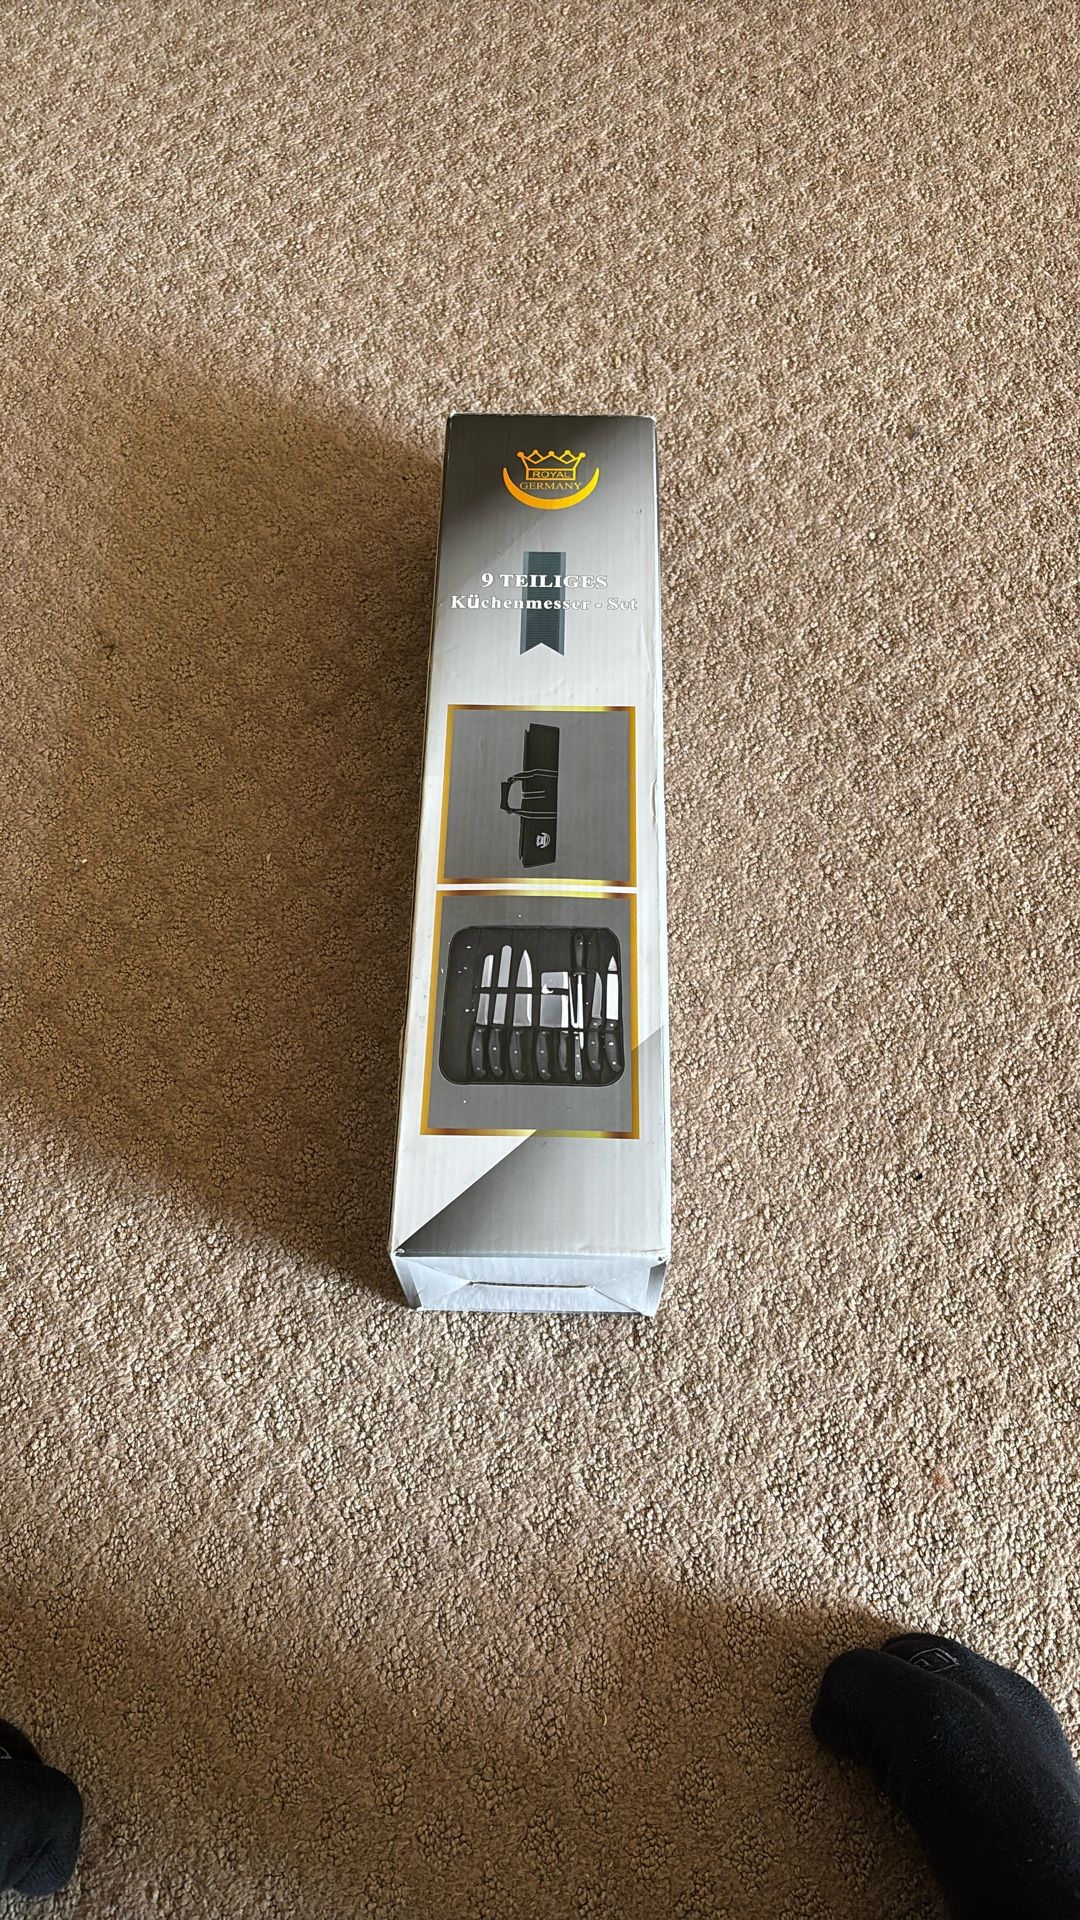 ROYAL
GERMANY
9 TEILIGES
Küchenmesser - Set